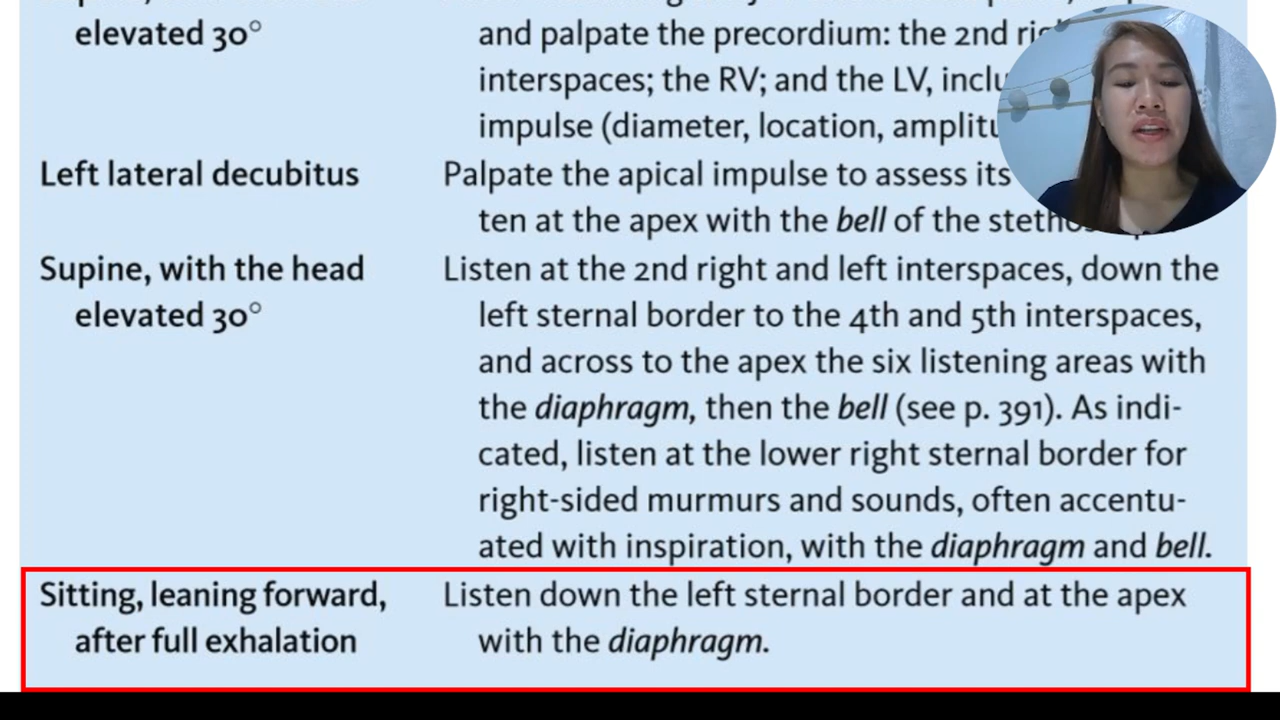 elevated 30°
and palpate the precordium: the 2nd
interspaces; the RV; and the LV,
impulse (diameter, location,
Left lateral decubitus
Palpate the apical impulse to assess its
ten at the apex with the bell of the
Supine, with the head
elevated 30°
Listen at the 2nd right and left interspaces, down the
left sternal border to the 4th and 5th interspaces,
and across to the apex the six listening areas with
the diaphragm, then the bell (see p. 391). As indi-
cated, listen at the lower right sternal border for
right-sided murmurs and sounds, often accentu-
ated with inspiration, with the diaphragm and bell.
Sitting, leaning forward,
after full exhalation
Listen down the left sternal border and at the apex
with the diaphragm.